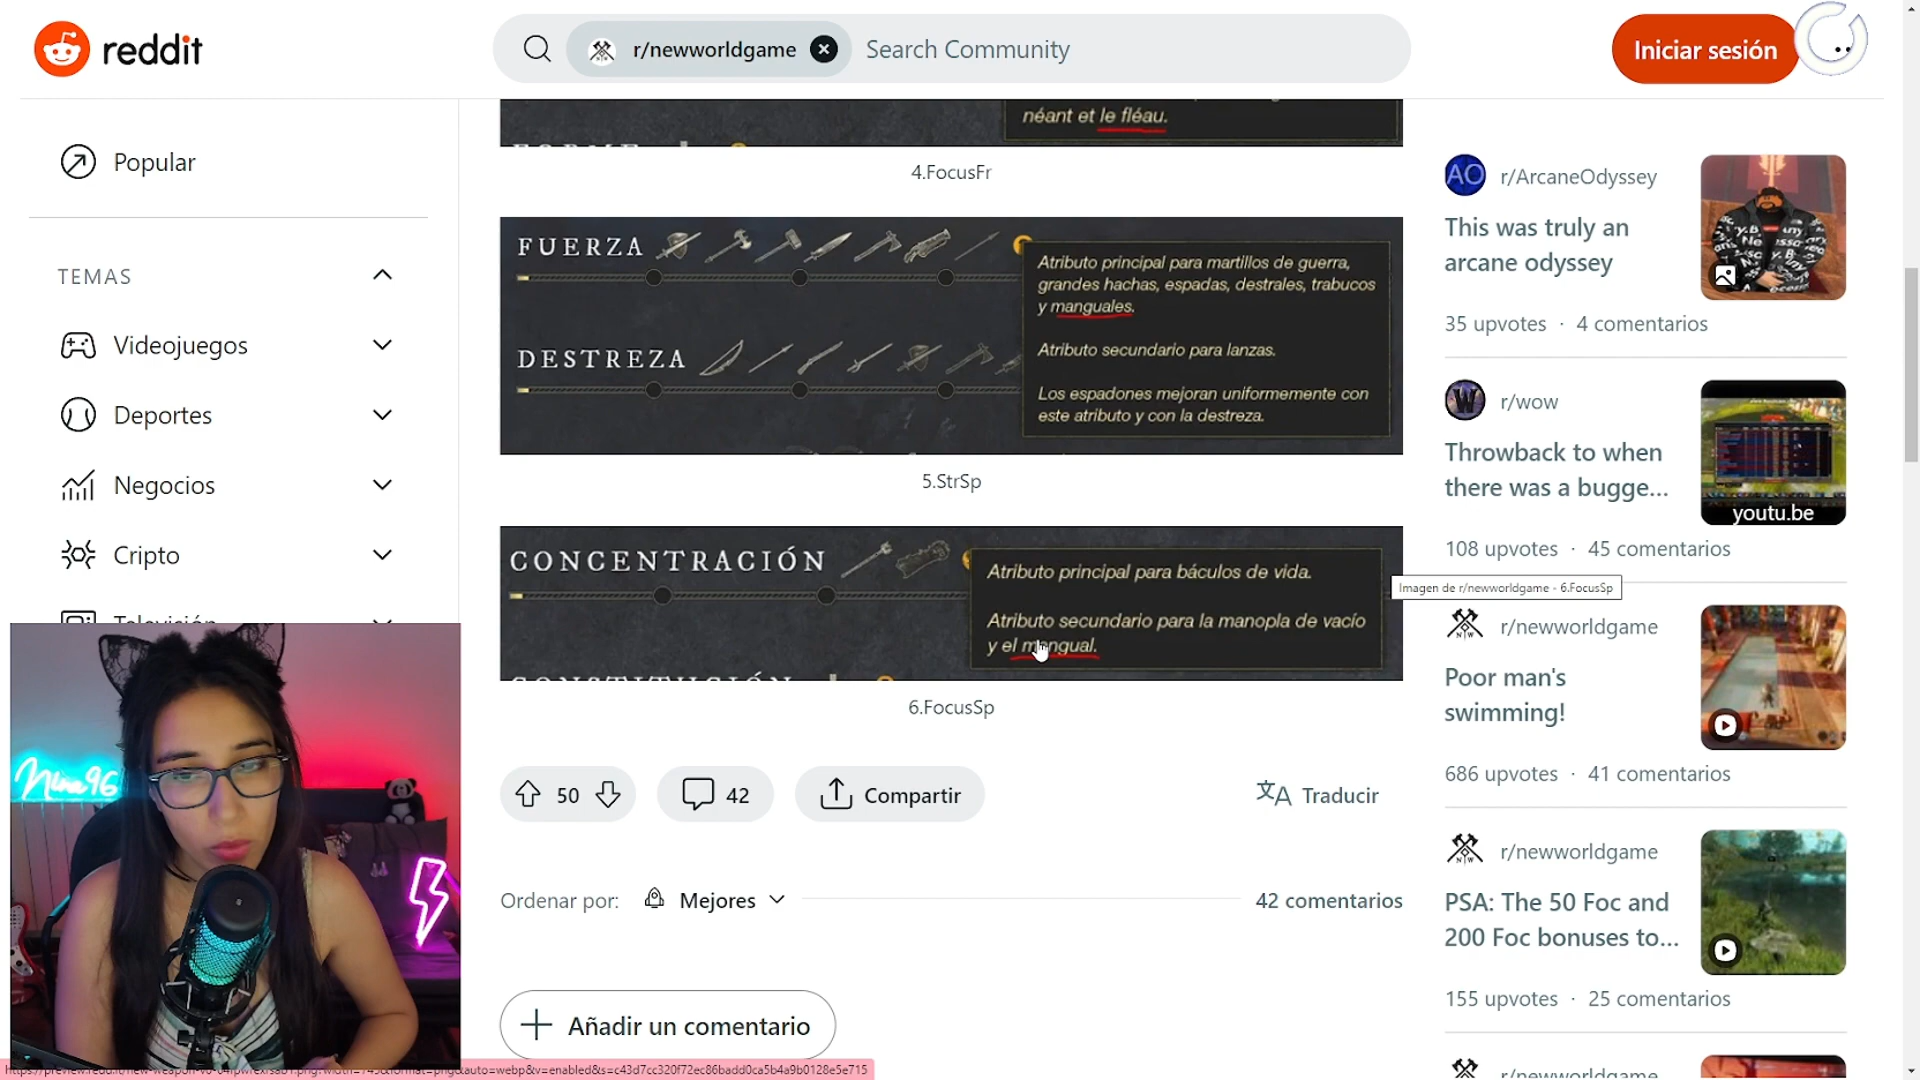 reddit
r/newworldgame
Search Community
Iniciar sesión
Popular
TEMAS
Videojuegos
Deportes
Negocios
Cripto
Televisión
néant et le fléau.
4.FocusFr
FUERZA
DESTREZA
Atributo principal para martillos de guerra,
grandes hachas, espadas, destrales, trabucos
y manguales.
Atributo secundario para lanzas.
Los espadones mejoran uniformemente con
este atributo y con la destreza.
5.StrSp
CONCENTRACIÓN
Atributo principal para báculos de vida.
Atributo secundario para la manopla de vacío
y el mangual.
CONSTITUCIÓN
6.FocusSp
Imagen de r/newworldgame - 6.FocusSp
50
42
Compartir
Traducir
Ordenar por:
Mejores
42 comentarios
Añadir un comentario
AO
r/ArcaneOdyssey
This was truly an
arcane odyssey
35 upvotes · 4 comentarios
r/wow
Throwback to when
there was a bugge...
youtu.be
108 upvotes · 45 comentarios
r/newworldgame
Poor man's
swimming!
686 upvotes · 41 comentarios
r/newworldgame
PSA: The 50 Foc and
200 Foc bonuses to...
155 upvotes · 25 comentarios
r/newworldgame
Nina96